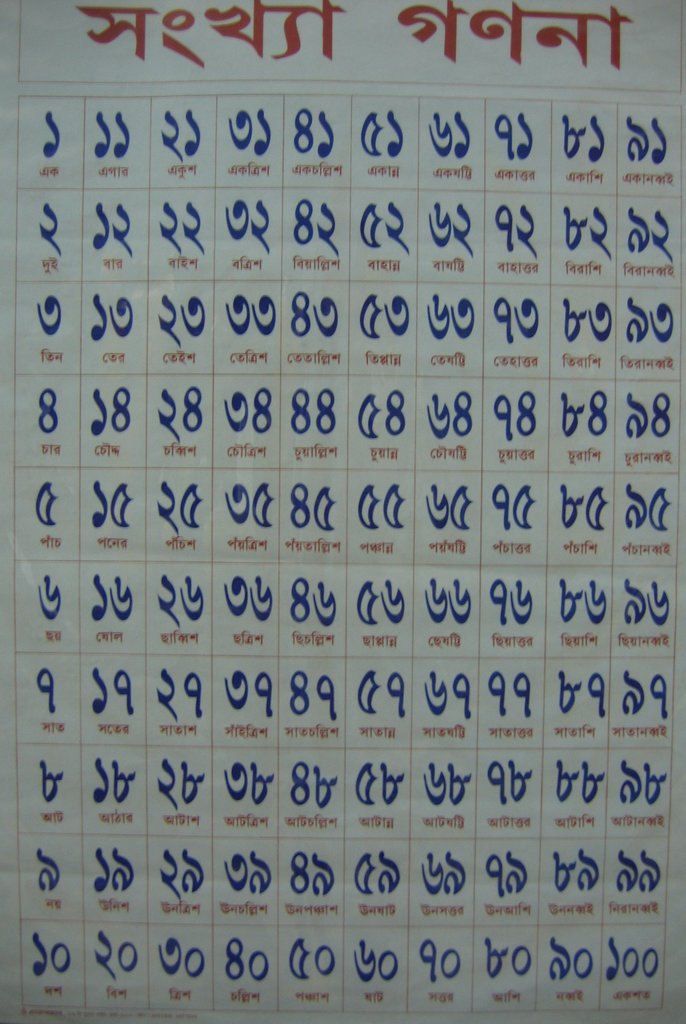 সংখ্যা গণনা
১ ১১ ২১ ৩১ ৪১ ৫১ ৬১ ৭১ ৮১ ৯১
এক এগার একুশ একত্রিশ একচল্লিশ একান্ন একষট্টি একাত্তর একাশি একানব্বই
২ ১২ ২২ ৩২ ৪২ ৫২ ৬২ ৭২ ৮২ ৯২
দুই বার বাইশ বত্রিশ বিয়াল্লিশ বাহান্ন বাষট্টি বাহাত্তর বিরাশি বিরানব্বই
৩ ১৩ ২৩ ৩৩ ৪৩ ৫৩ ৬৩ ৭৩ ৮৩ ৯৩
তিন তের তেইশ তেত্রিশ তেতাল্লিশ তিপ্পান্ন তেষট্টি তেহাত্তর তিরাশি তিরানব্বই
৪ ১৪ ২৪ ৩৪ ৪৪ ৫৪ ৬৪ ৭৪ ৮৪ ৯৪
চার চৌদ্দ চব্বিশ চৌত্রিশ চুয়াল্লিশ চুয়ান্ন চৌষট্টি চুয়াত্তর চুরাশি চুরানব্বই
৫ ১৫ ২৫ ৩৫ ৪৫ ৫৫ ৬৫ ৭৫ ৮৫ ৯৫
পাঁচ পনের পঁচিশ পঁয়ত্রিশ পঁয়তাল্লিশ পঞ্চান্ন পঁয়ষট্টি পঁচাত্তর পঁচাশি পঁচানব্বই
৬ ১৬ ২৬ ৩৬ ৪৬ ৫৬ ৬৬ ৭৬ ৮৬ ৯৬
ছয় ষোল ছাব্বিশ ছত্রিশ ছিচল্লিশ ছাপ্পান্ন ছেষট্টি ছিয়াত্তর ছিয়াশি ছিয়ানব্বই
৭ ১৭ ২৭ ৩৭ ৪৭ ৫৭ ৬৭ ৭৭ ৮৭ ৯৭
সাত সতের সাতাশ সাঁইত্রিশ সাতচল্লিশ সাতান্ন সাতষট্টি সাতাত্তর সাতাশি সাতানব্বই
৮ ১৮ ২৮ ৩৮ ৪৮ ৫৮ ৬৮ ৭৮ ৮৮ ৯৮
আট আঠার আটাশ আটত্রিশ আটচল্লিশ আটান্ন আটষট্টি আটাত্তর আটাশি আটানব্বই
৯ ১৯ ২৯ ৩৯ ৪৯ ৫৯ ৬৯ ৭৯ ৮৯ ৯৯
নয় ঊনিশ ঊনত্রিশ ঊনচল্লিশ ঊনপঞ্চাশ ঊনষাট ঊনসত্তর ঊনআশি ঊননব্বই নিরানব্বই
১০ ২০ ৩০ ৪০ ৫০ ৬০ ৭০ ৮০ ৯০ ১০০
দশ বিশ ত্রিশ চল্লিশ পঞ্চাশ ষাট সত্তর আশি নব্বই একশত